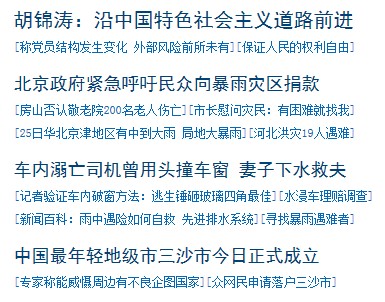 胡锦涛：沿中国特色社会主义道路前进
[称党员结构发生变化 外部风险前所未有][保证人民的权利自由]
北京政府紧急呼吁民众向暴雨灾区捐款
[房山否认敬老院200名老人伤亡][市长慰问灾民：有困难就找我]
[25日华北京津地区有中到大雨 局地大暴雨][河北洪灾19人遇难]
车内溺亡司机曾用头撞车窗 妻子下水救夫
[记者验证车内破窗方法：逃生锤砸玻璃四角最佳][水浸车理赔调查]
[新闻百科：雨中遇险如何自救 先进排水系统][寻找暴雨遇难者]
中国最年轻地级市三沙市今日正式成立
[专家称能威慑周边有不良企图国家][众网民申请落户三沙市]